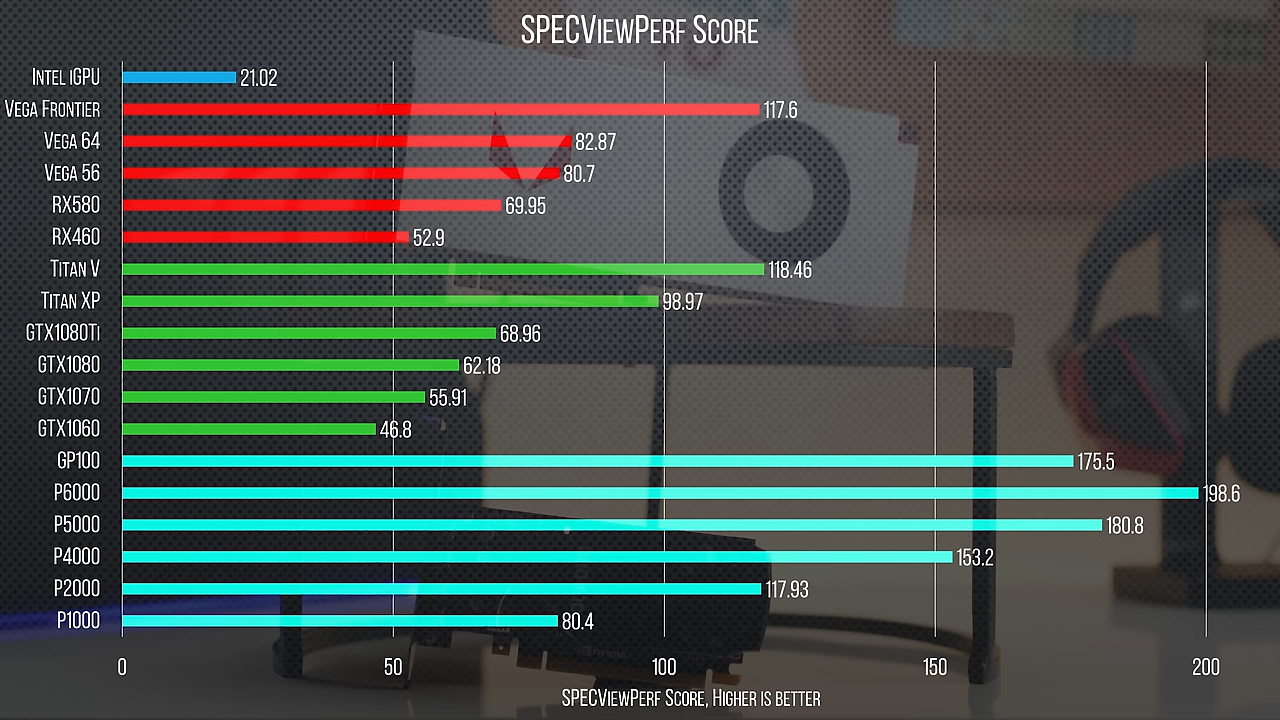 SPECViewPerf Score
Intel iGPU 21.02
Vega Frontier 117.6
Vega 64 82.87
Vega 56 80.7
RX580 69.95
RX460 52.9
Titan V 118.46
Titan XP 98.97
GTX1080Ti 68.96
GTX1080 62.18
GTX1070 55.91
GTX1060 46.8
GP100 175.5
P6000 198.6
P5000 180.8
P4000 153.2
P2000 117.93
P1000 80.4
0 50 100 150 200
SPECViewPerf Score, Higher is better
nvidia